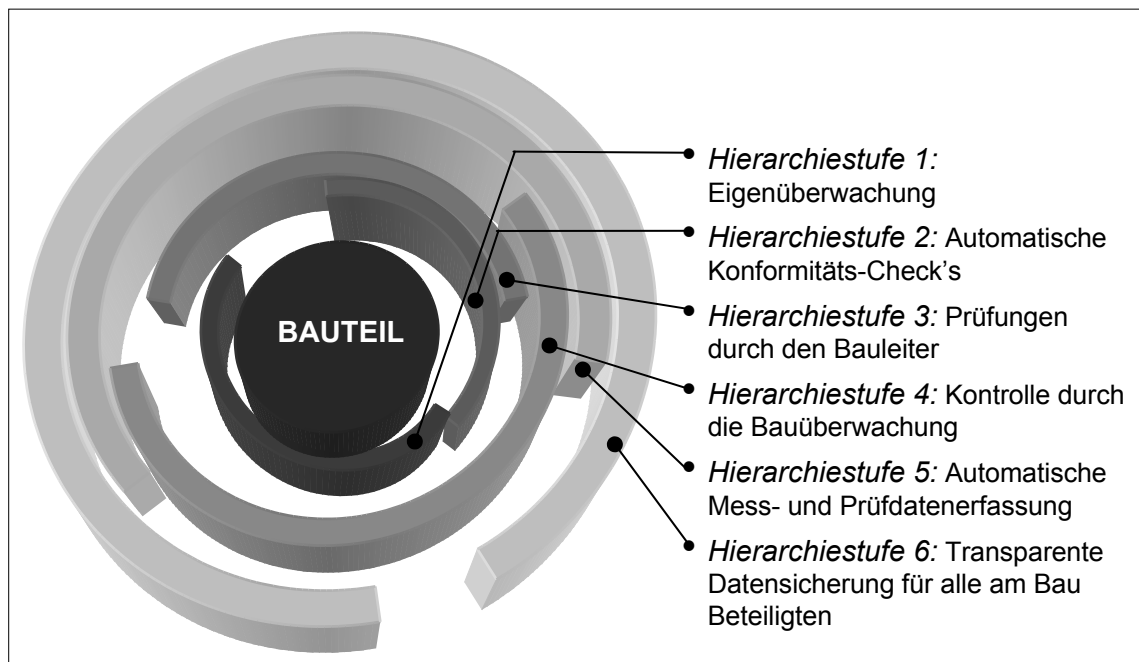 BAUTEIL
Hierarchiestufe 1:
Eigenüberwachung
Hierarchiestufe 2: Automatische
Konformitäts-Check’s
Hierarchiestufe 3: Prüfungen
durch den Bauleiter
Hierarchiestufe 4: Kontrolle durch
die Bauüberwachung
Hierarchiestufe 5: Automatische
Mess- und Prüfdatenerfassung
Hierarchiestufe 6: Transparente
Datensicherung für alle am Bau
Beteiligten